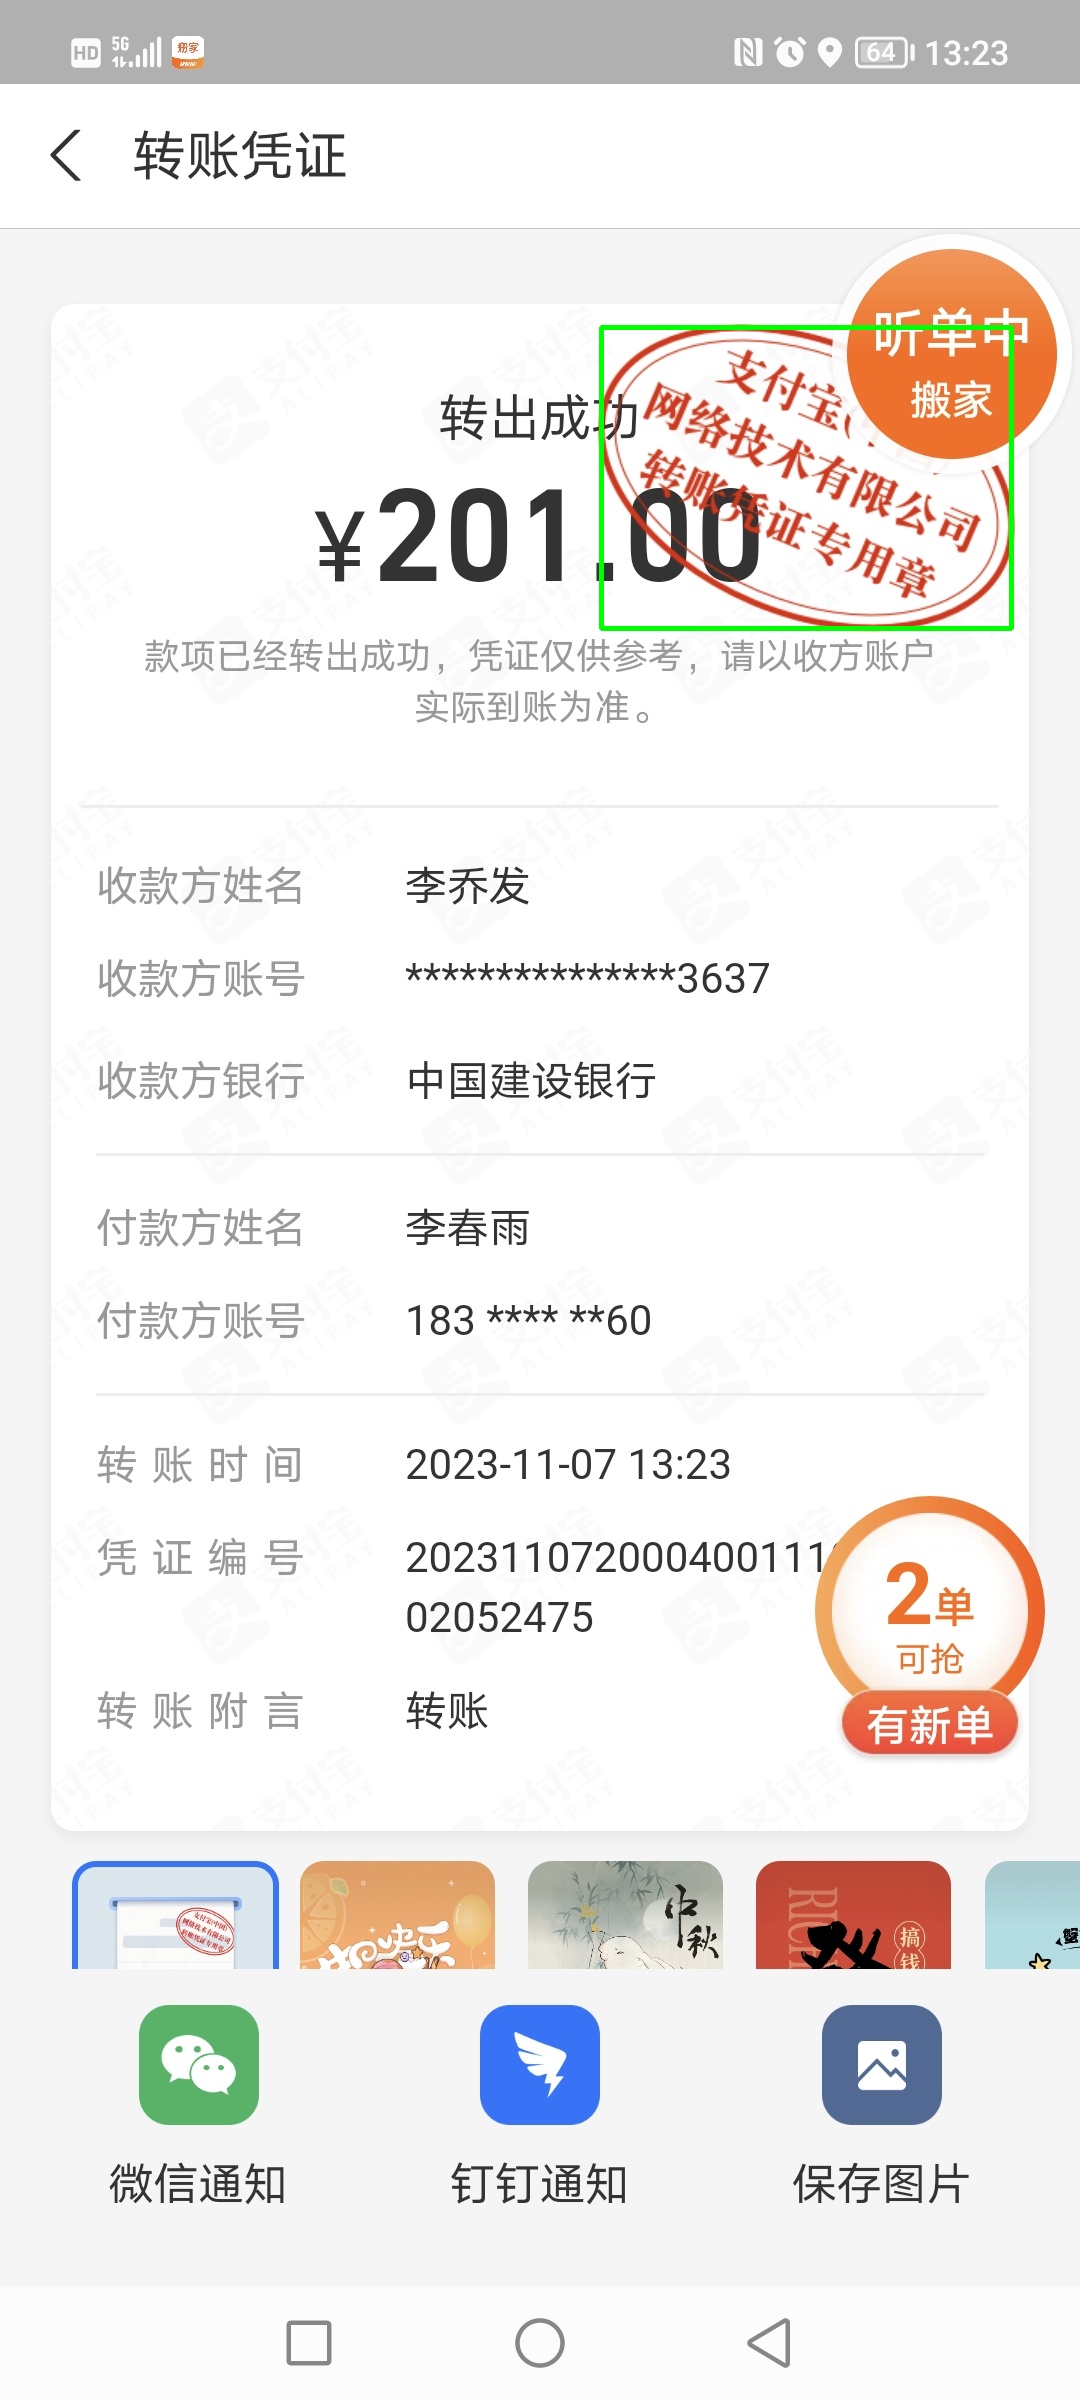 HD 5G 搬家 64 13:23
转账凭证
听单中
搬家
支付宝
网络技术有限公司
转账凭证专用章
转出成功
¥201.00
款项已经转出成功，凭证仅供参考，请以收方账户
实际到账为准。
收款方姓名 李乔发
收款方账号 ***************3637
收款方银行 中国建设银行
付款方姓名 李春雨
付款方账号 183 **** **60
转账时间 2023-11-07 13:23
凭证编号 202311072000400111
02052475
2单
可抢
转账附言 转账
有新单
中秋
搞钱
微信通知 钉钉通知 保存图片